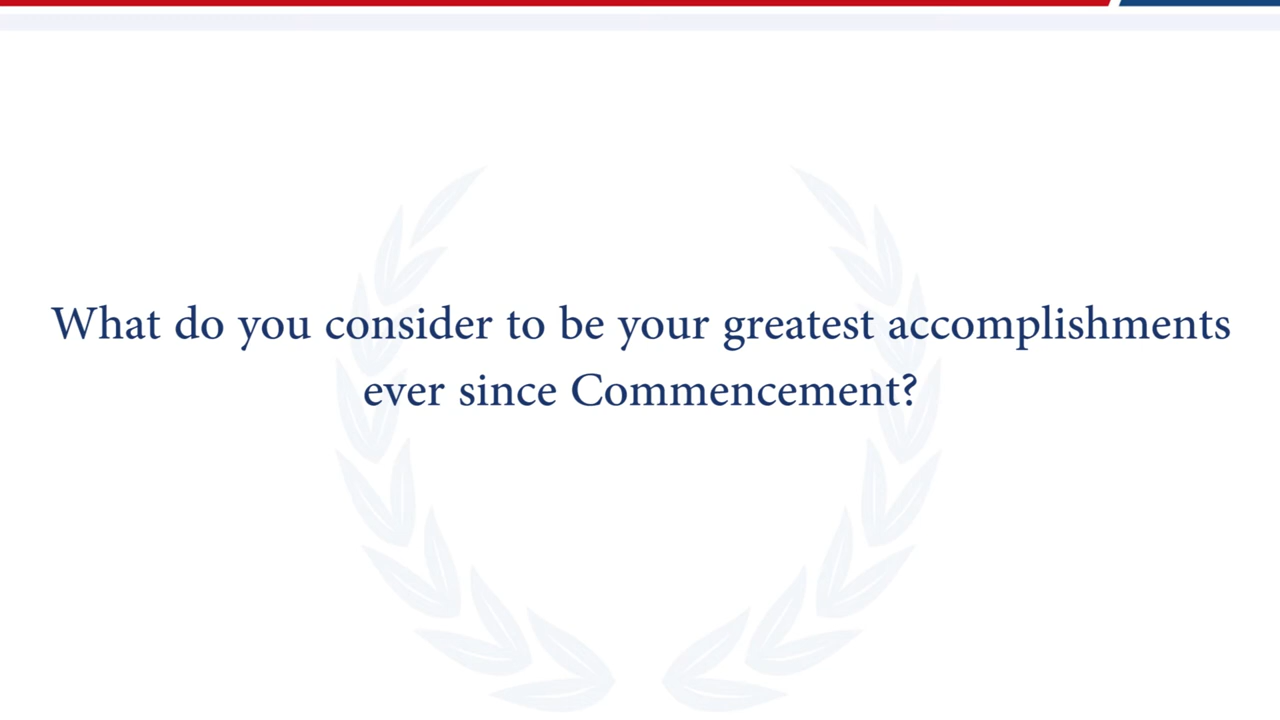 What do you consider to be your greatest accomplishments
ever since Commencement?